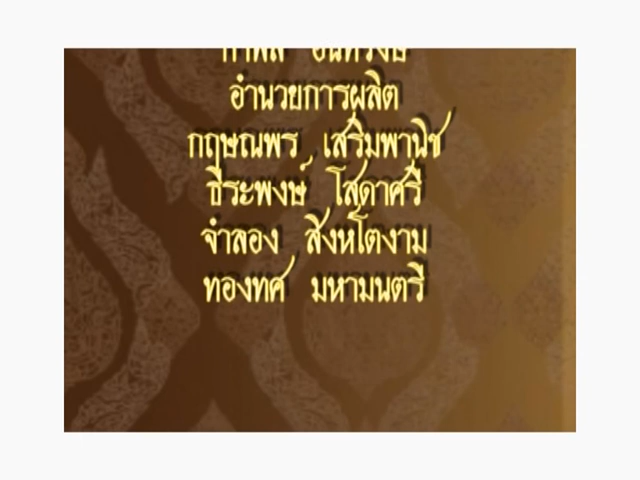 อำนวยการผลิต
กฤษณพร เสริมพานิช
ธีระพงษ์ โสดาศรี
จำลอง สิงห์โตงาม
ทองทศ มหามนตรี